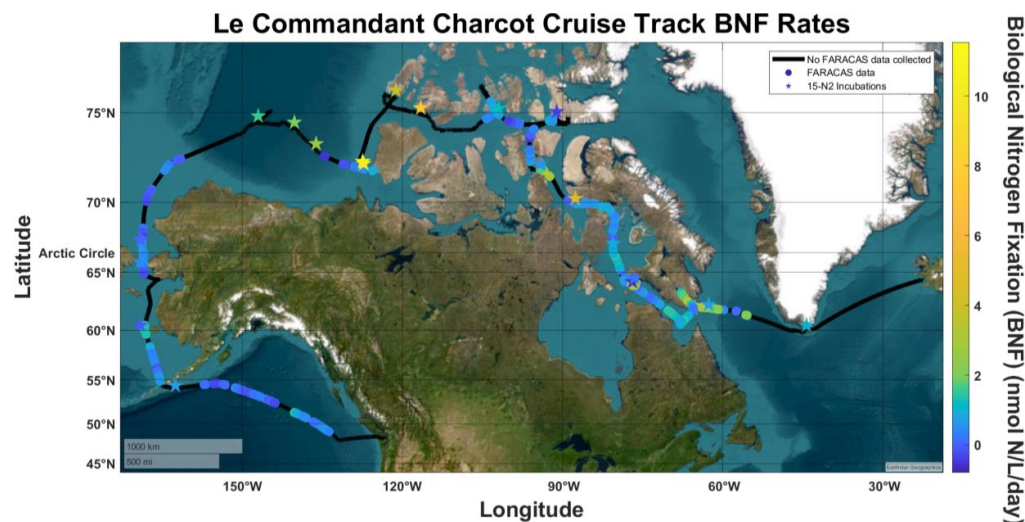 Le Commandant Charcot Cruise Track BNF Rates
No FARACAS data collected
FARACAS data
15-N2 Incubations
75°N
70°N
Arctic Circle
65°N
60°N
55°N
50°N
45°N
Latitude
1000 km
500 mi
Earthstar Geographics
150°W
120°W
90°W
60°W
30°W
Longitude
10
8
6
4
2
0
Biological Nitrogen Fixation (BNF) (nmol N/L/day)